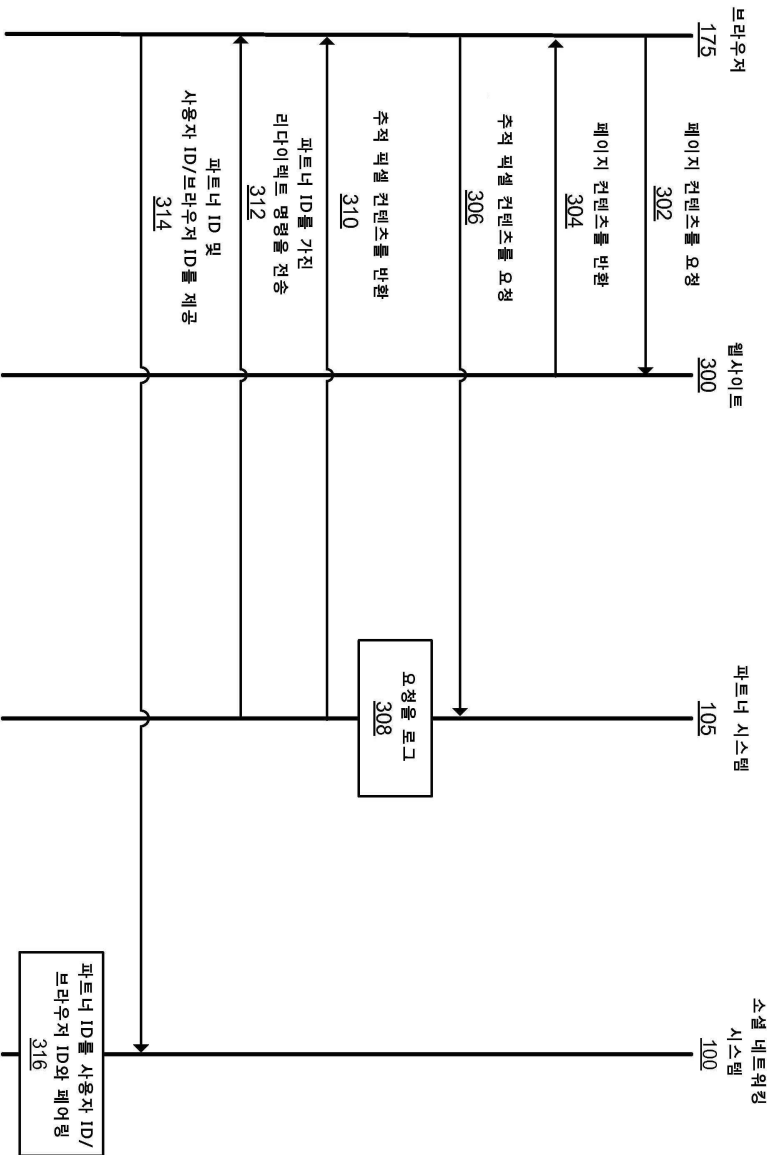 브라우저
175
웹사이트
300
파트너 시스템
105
소셜 네트워킹
시스템
100
페이지 컨텐츠를 요청
302
페이지 컨텐츠를 반환
304
추적 픽셀 컨텐츠를 요청
306
요청을 로그
308
추적 픽셀 컨텐츠를 반환
310
파트너 ID를 가진
리다이렉트 명령을 전송
312
파트너 ID 및
사용자 ID/브라우저 ID를 제공
314
파트너 ID를 사용자 ID/
브라우저 ID와 페어링
316